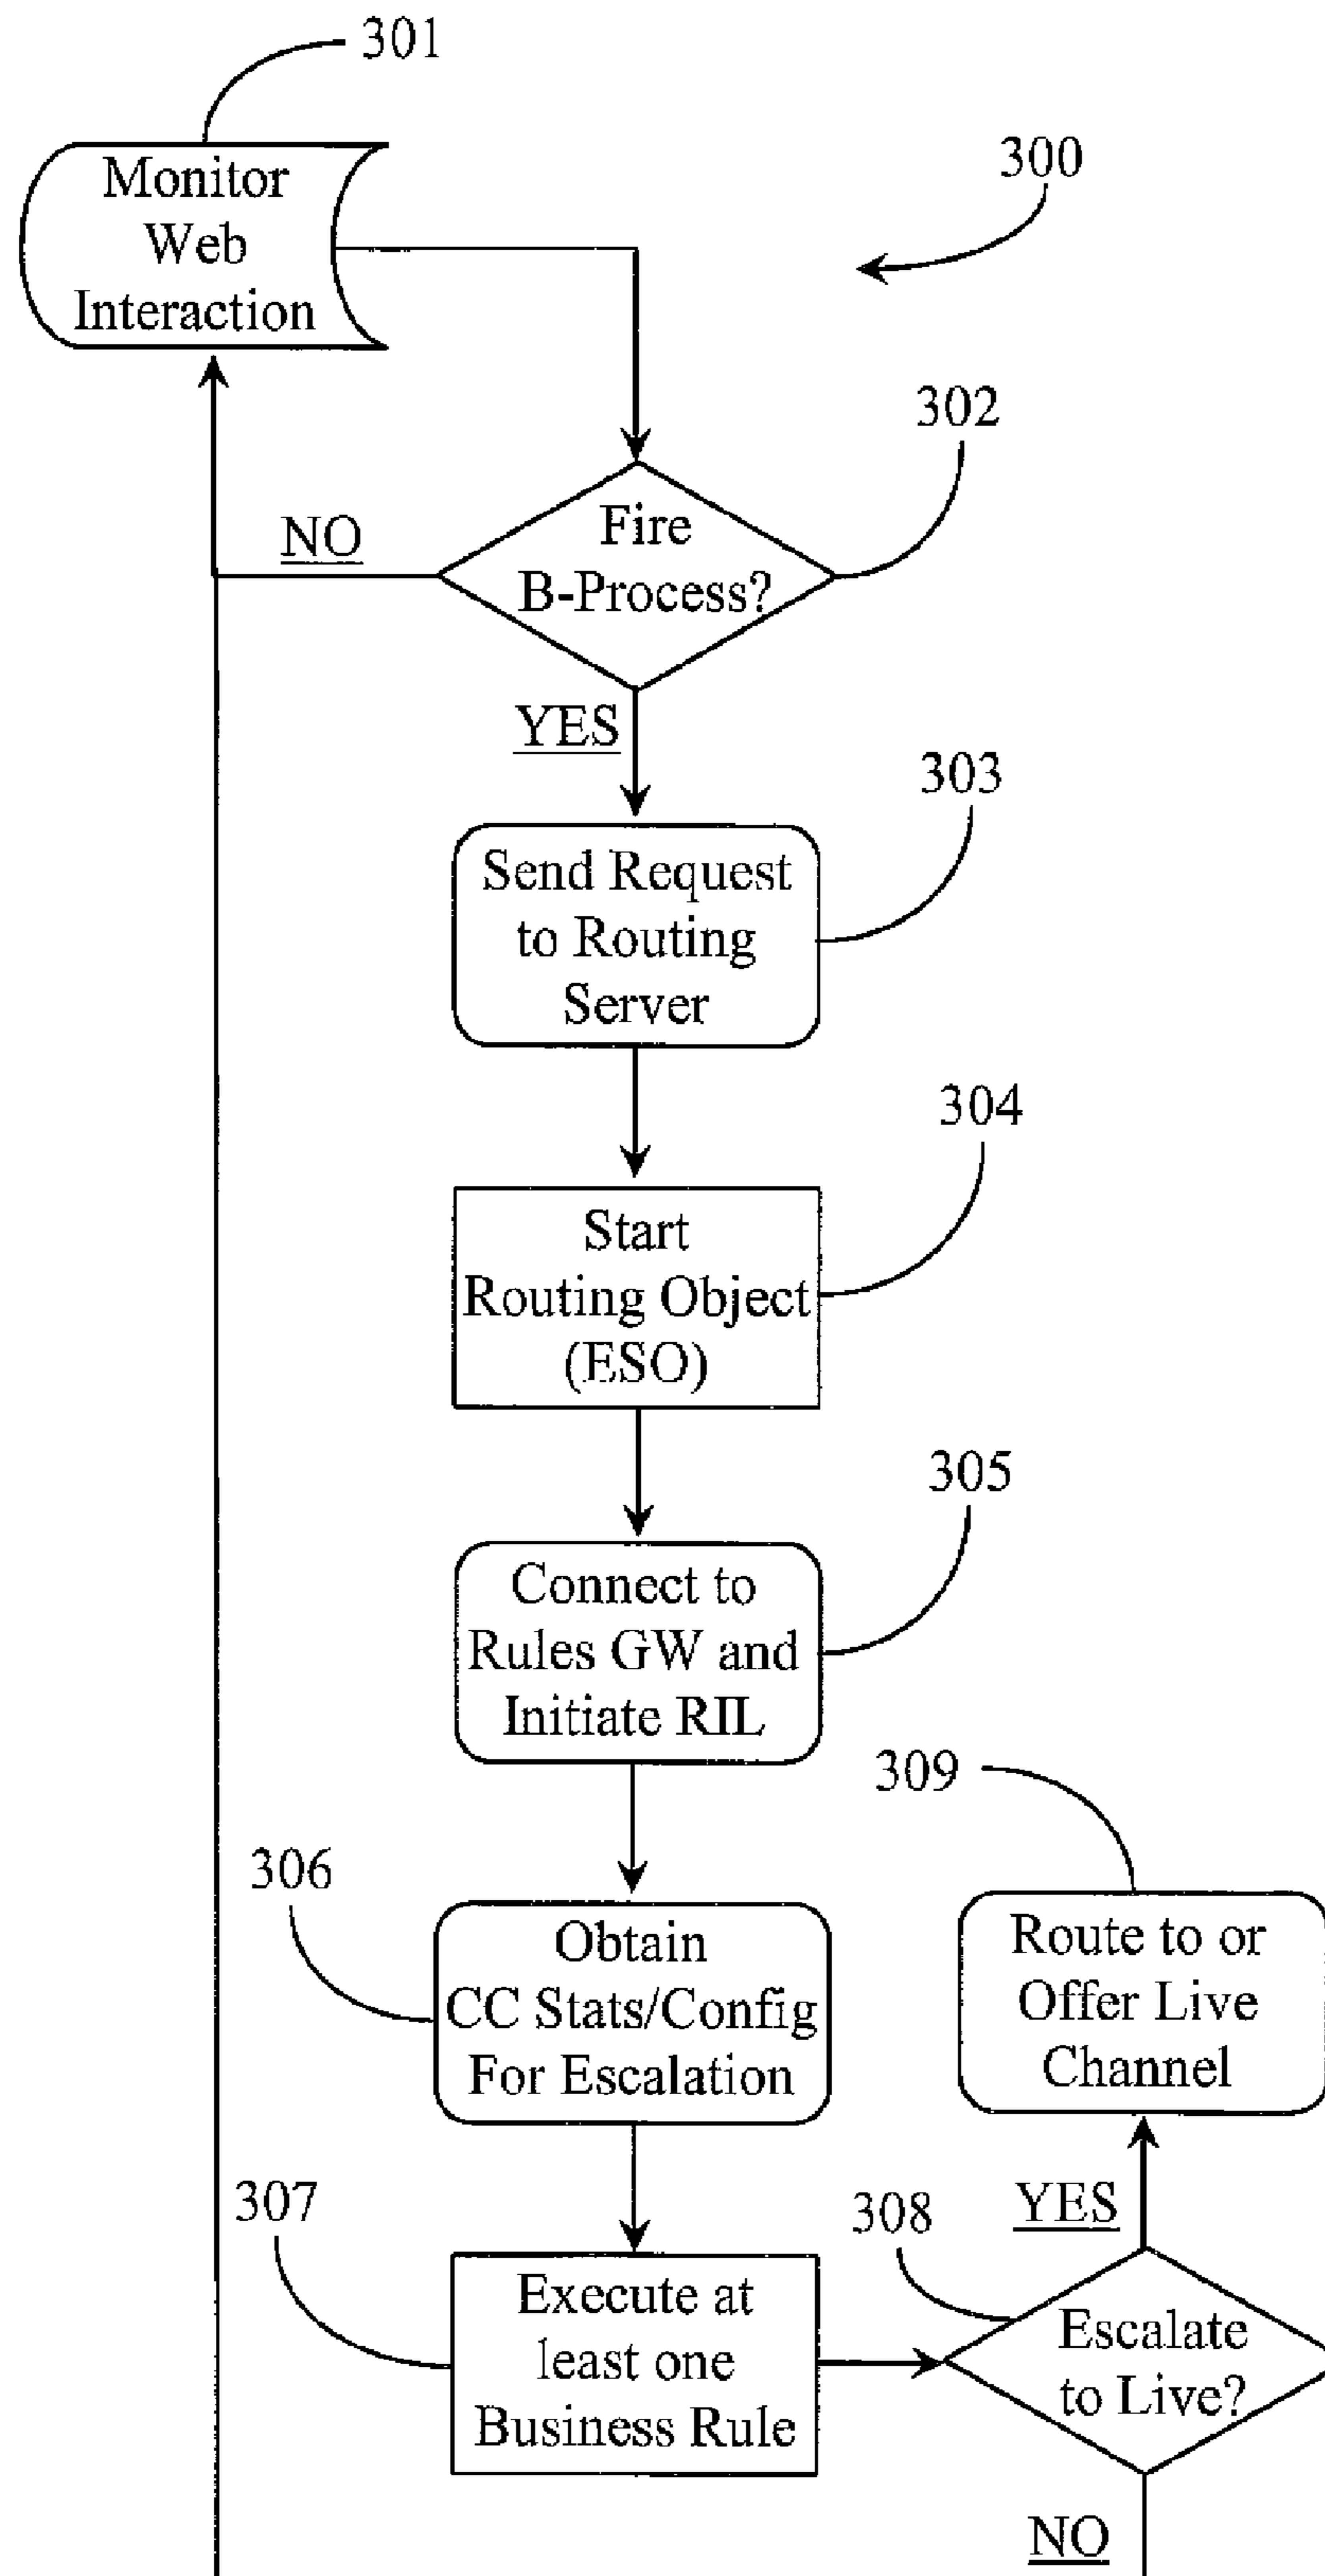 301
Monitor
Web
Interaction
300
302
Fire
B-Process?
NO
YES
303
Send Request
to Routing
Server
304
Start
Routing Object
(ESO)
305
Connect to
Rules GW and
Initiate RIL
306
Obtain
CC Stats/Config
For Escalation
309
Route to or
Offer Live
Channel
307
Execute at
least one
Business Rule
308
YES
Escalate
to Live?
NO